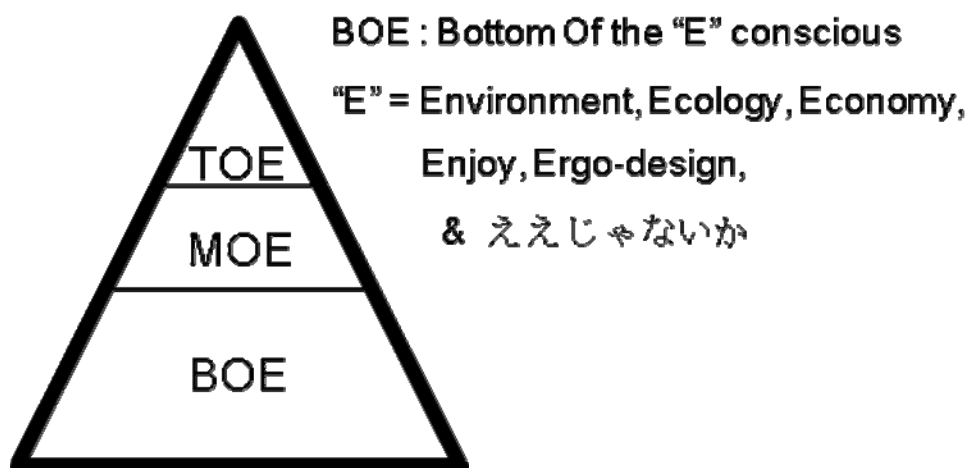 BOE : Bottom Of the “E” conscious
“E” = Environment, Ecology, Economy,
Enjoy, Ergo-design,
& ええじゃないか
TOE
MOE
BOE